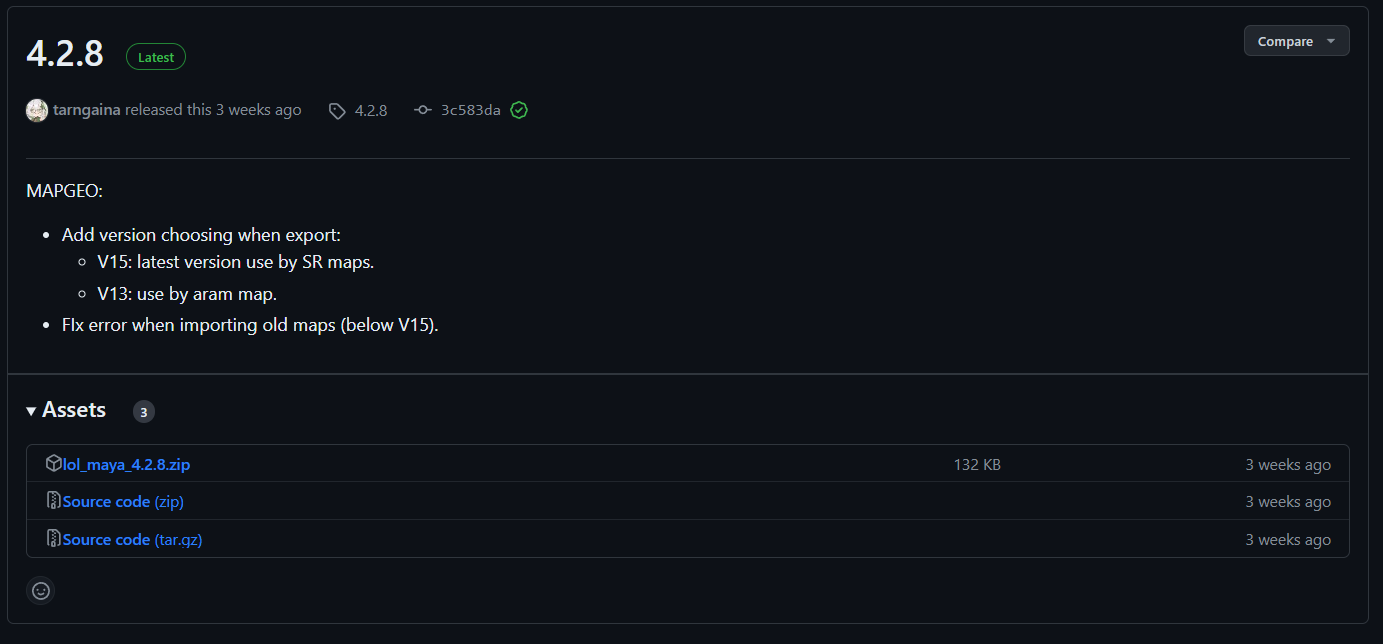 4.2.8 Latest Compare
tarngaina released this 3 weeks ago 4.2.8 3c583da
MAPGEO:
Add version choosing when export:
V15: latest version use by SR maps.
V13: use by aram map.
FIx error when importing old maps (below V15).
Assets 3
lol_maya_4.2.8.zip 132 KB 3 weeks ago
Source code (zip) 3 weeks ago
Source code (tar.gz) 3 weeks ago